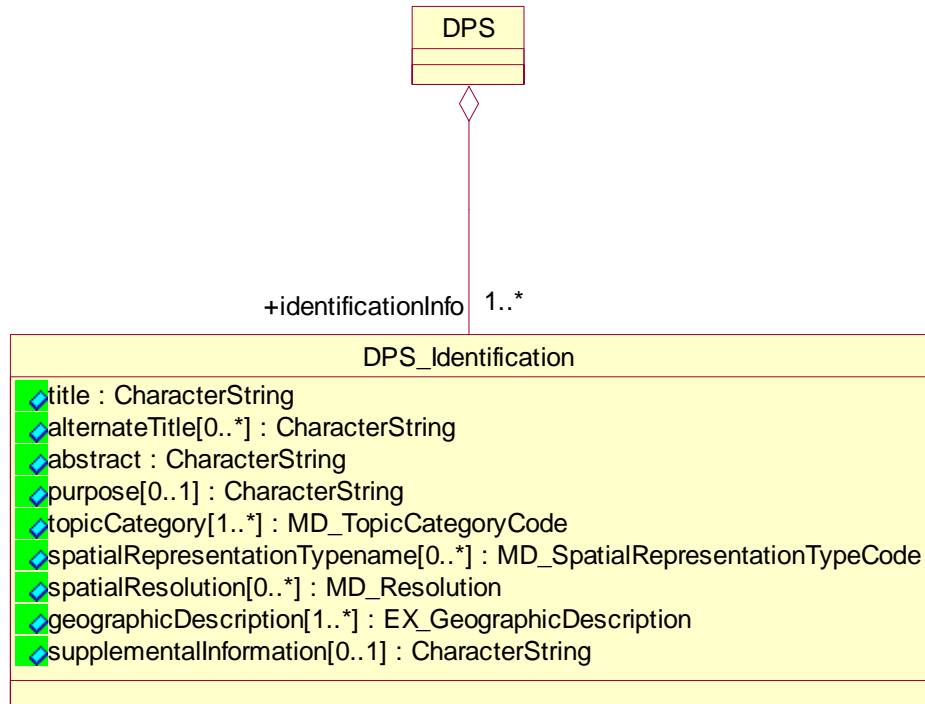 DPS
+identificationInfo 1..*
DPS_Identification
title : CharacterString
alternateTitle[0..*] : CharacterString
abstract : CharacterString
purpose[0..1] : CharacterString
topicCategory[1..*] : MD_TopicCategoryCode
spatialRepresentationTypename[0..*] : MD_SpatialRepresentationTypeCode
spatialResolution[0..*] : MD_Resolution
geographicDescription[1..*] : EX_GeographicDescription
supplementalInformation[0..1] : CharacterString